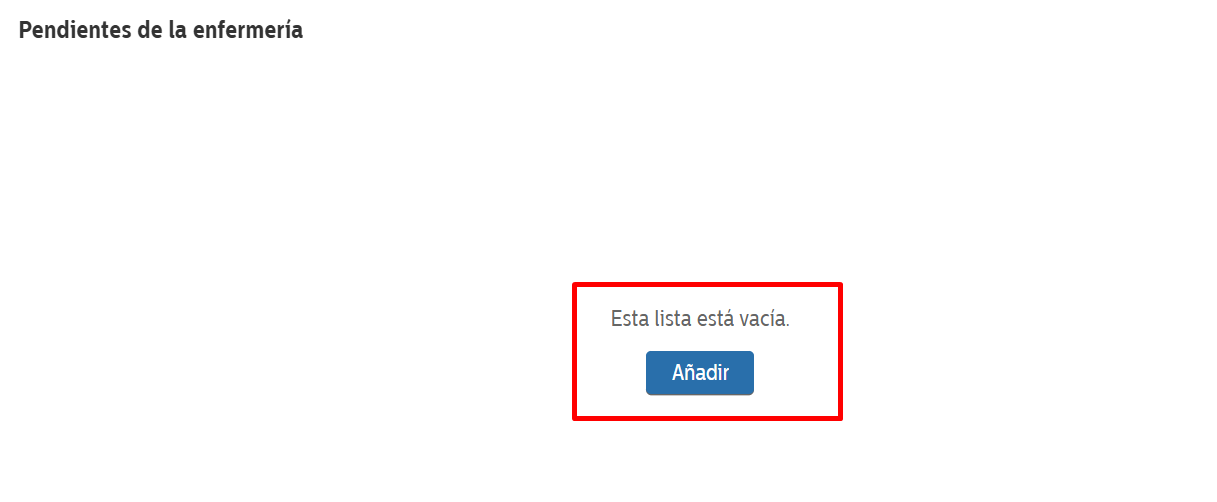 Pendientes de la enfermería
Esta lista está vacía.
Añadir